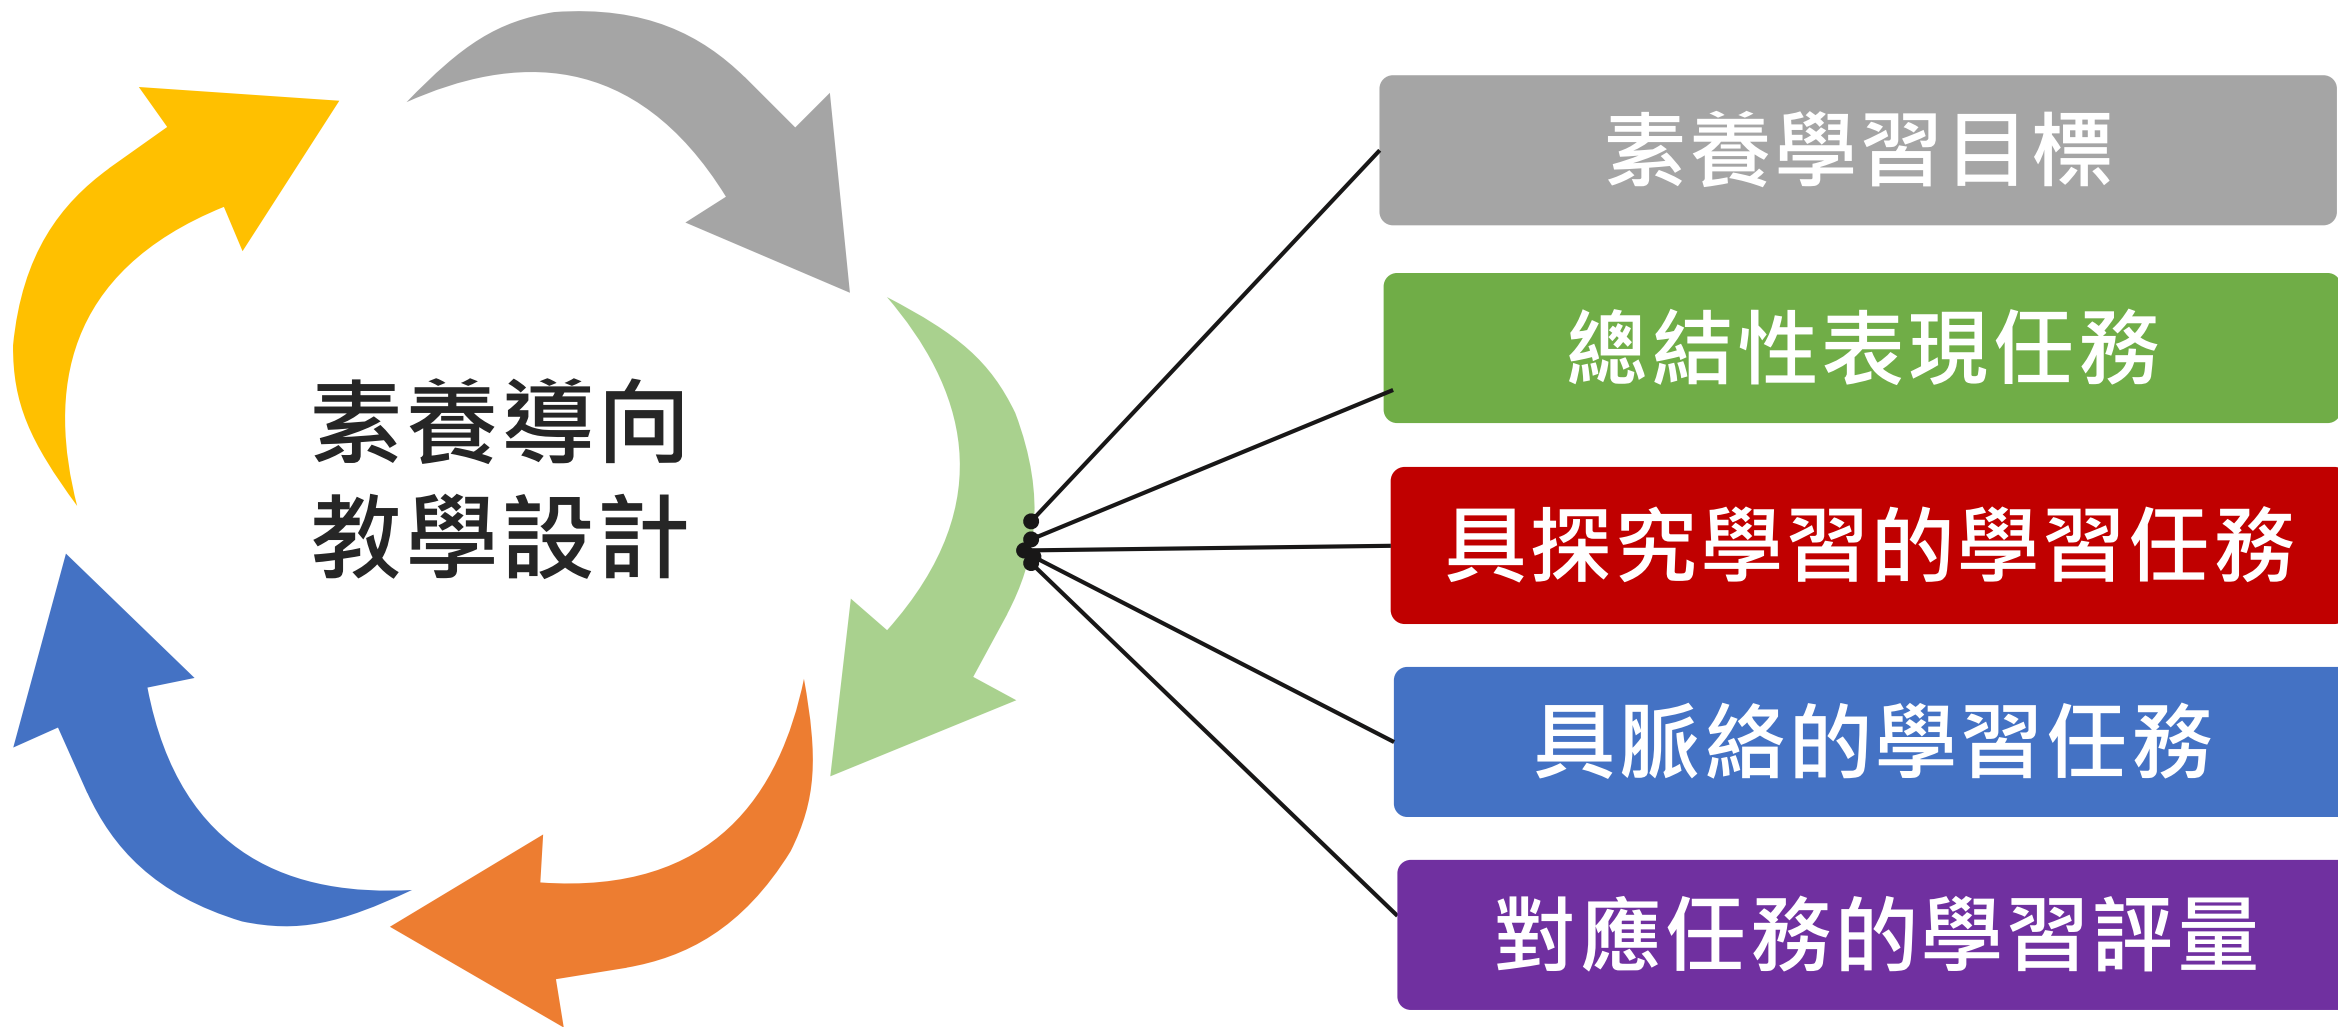 素養導向
教學設計
素養學習目標
總結性表現任務
具探究的學習任務
具脈絡的學習任務
對應任務的學習評量